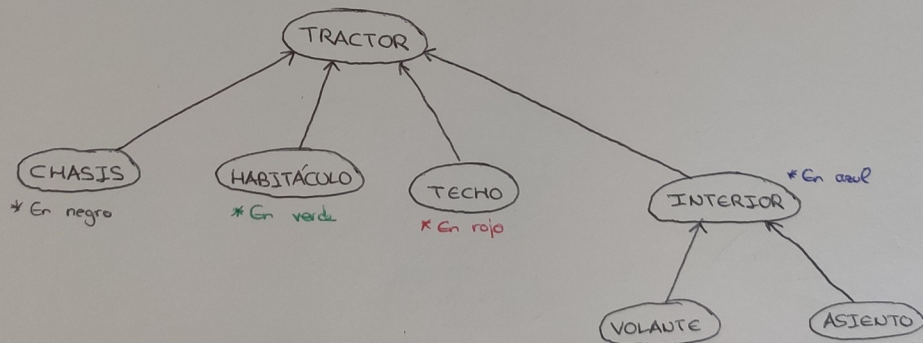 TRACTOR
CHASIS
* En negro
HABITÁCULO
* En verde
TECHO
* En rojo
INTERIOR
* En azul
VOLANTE
ASIENTO